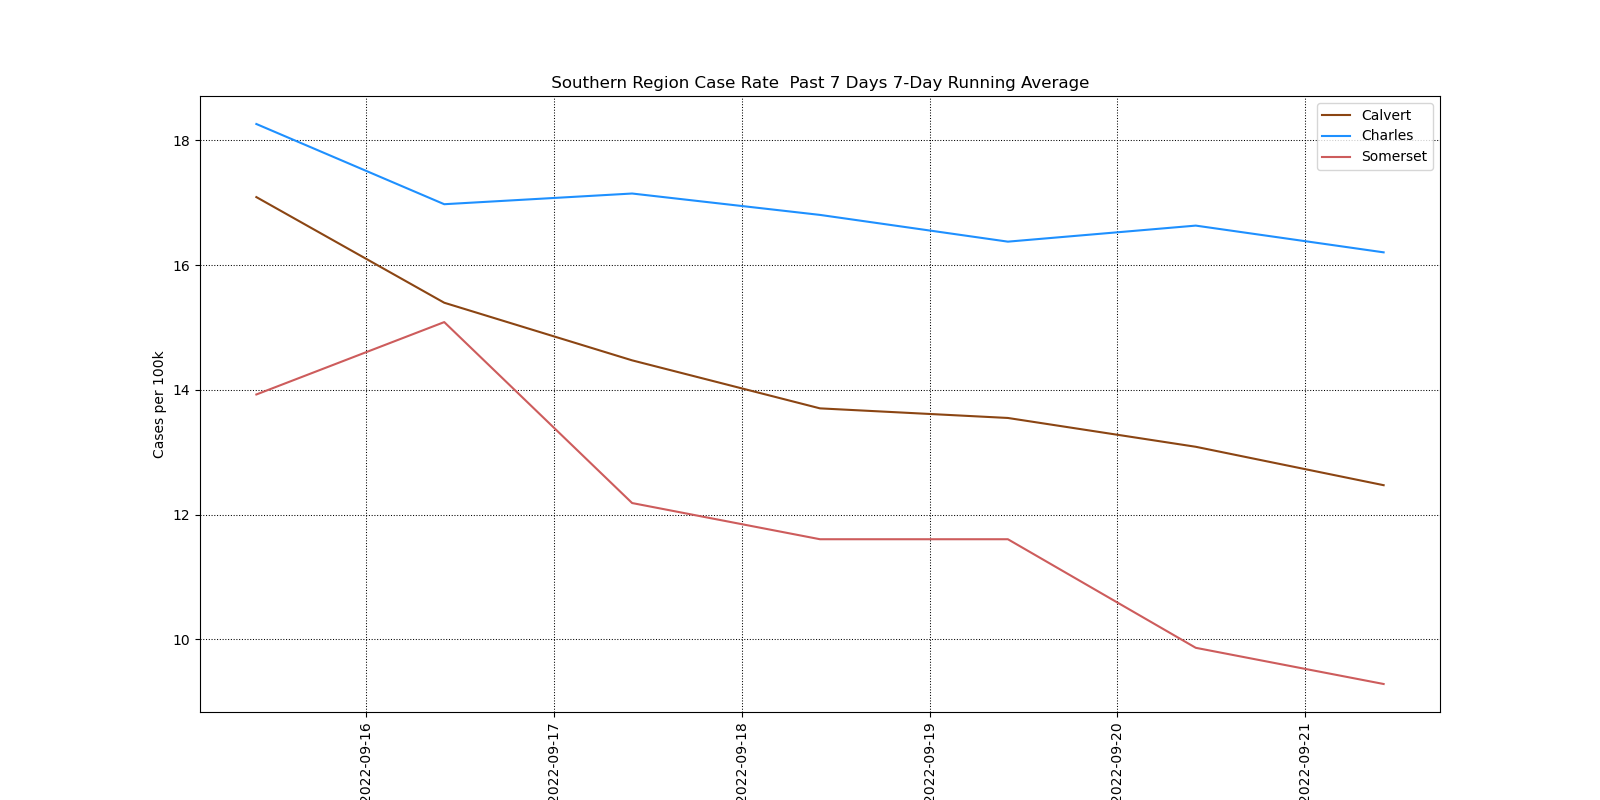 Southern Region Case Rate  Past 7 Days 7-Day Running Average
Calvert
Charles
Somerset
Cases per 100k
18
16
14
12
10
2022-09-16
2022-09-17
2022-09-18
2022-09-19
2022-09-20
2022-09-21